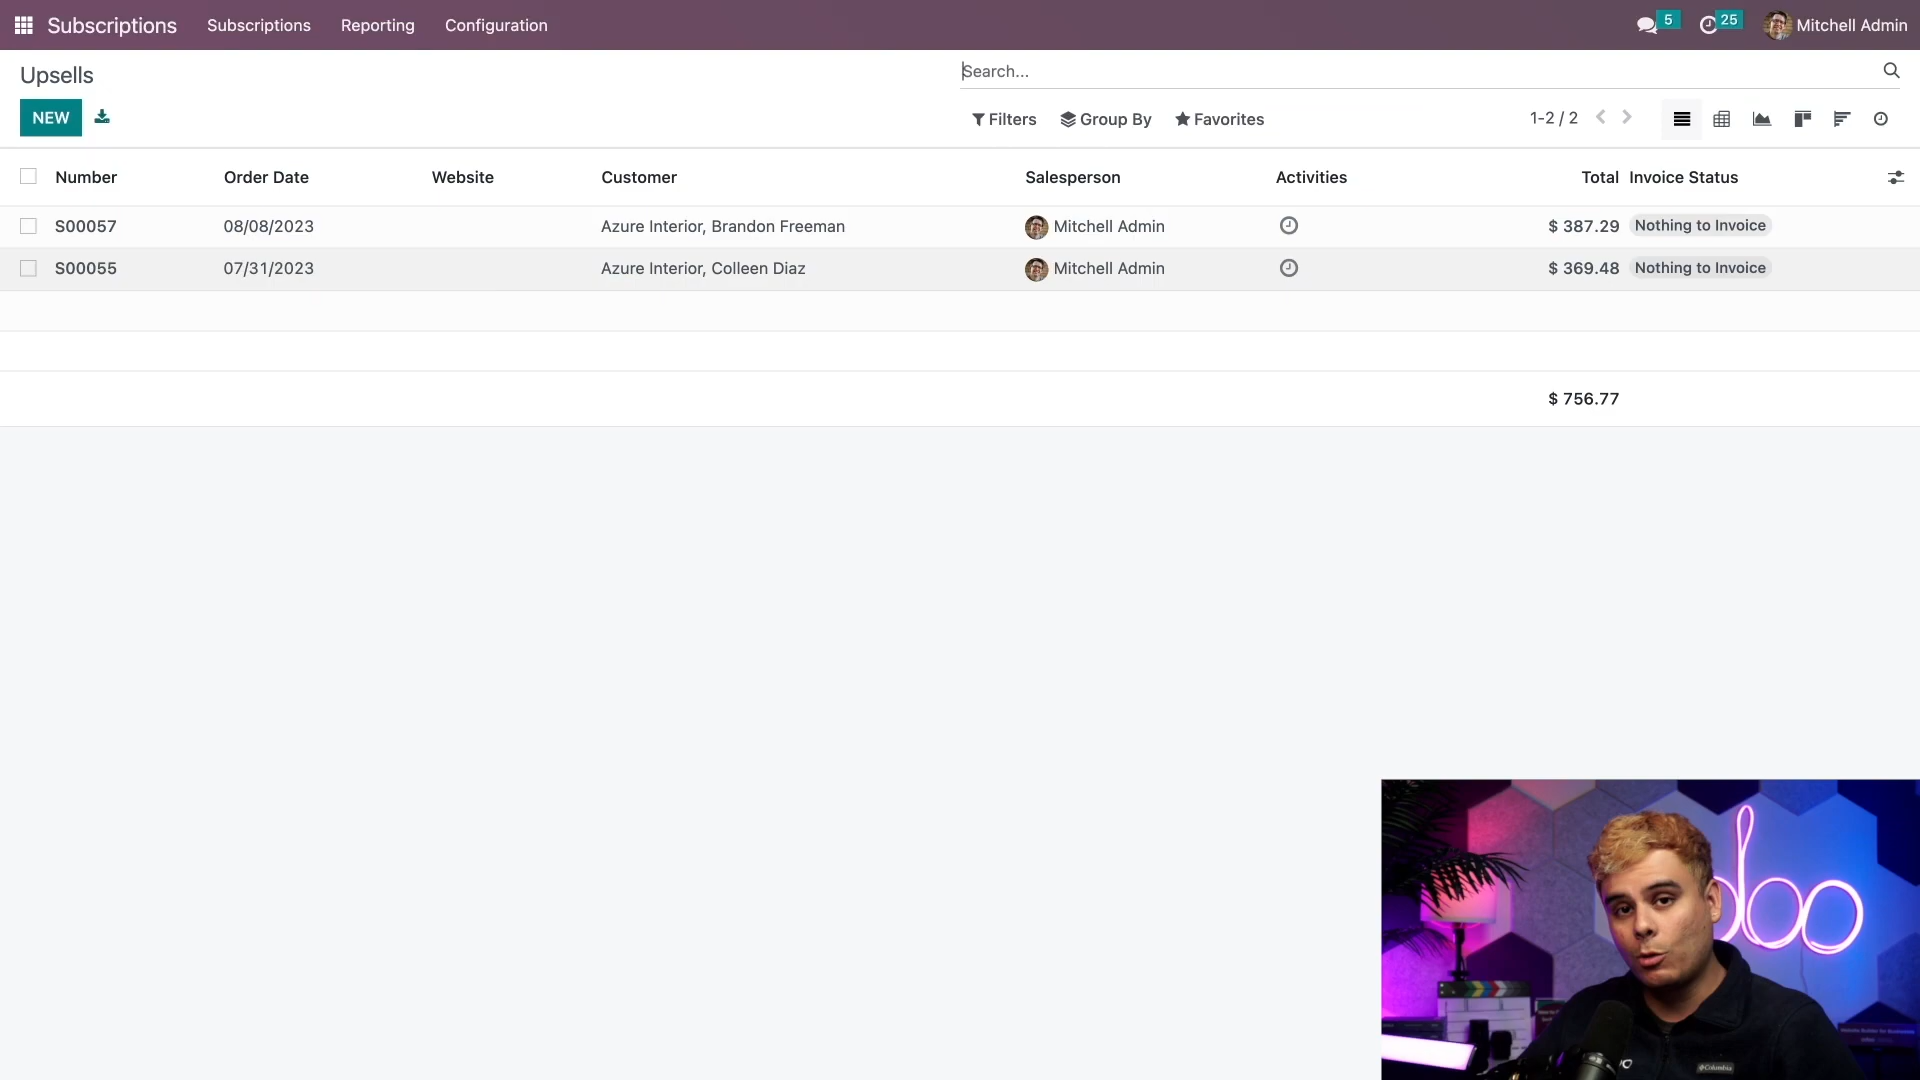 Subscriptions Subscriptions Reporting Configuration 5 25 Mitchell Admin
Upsells Search...
NEW Filters Group By Favorites 1-2 / 2
Number Order Date Website Customer Salesperson Activities Total Invoice Status
S00057 08/08/2023 Azure Interior, Brandon Freeman Mitchell Admin $ 387.29 Nothing to Invoice
S00055 07/31/2023 Azure Interior, Colleen Diaz Mitchell Admin $ 369.48 Nothing to Invoice
$ 756.77
Columbia